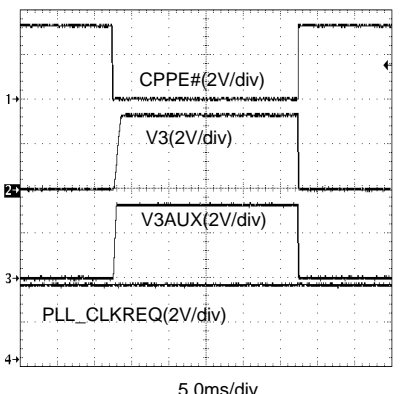 CPPE#(2V/div)
1
V3(2V/div)
2
V3AUX(2V/div)
3
PLL_CLKREQ(2V/div)
4
5.0ms/div